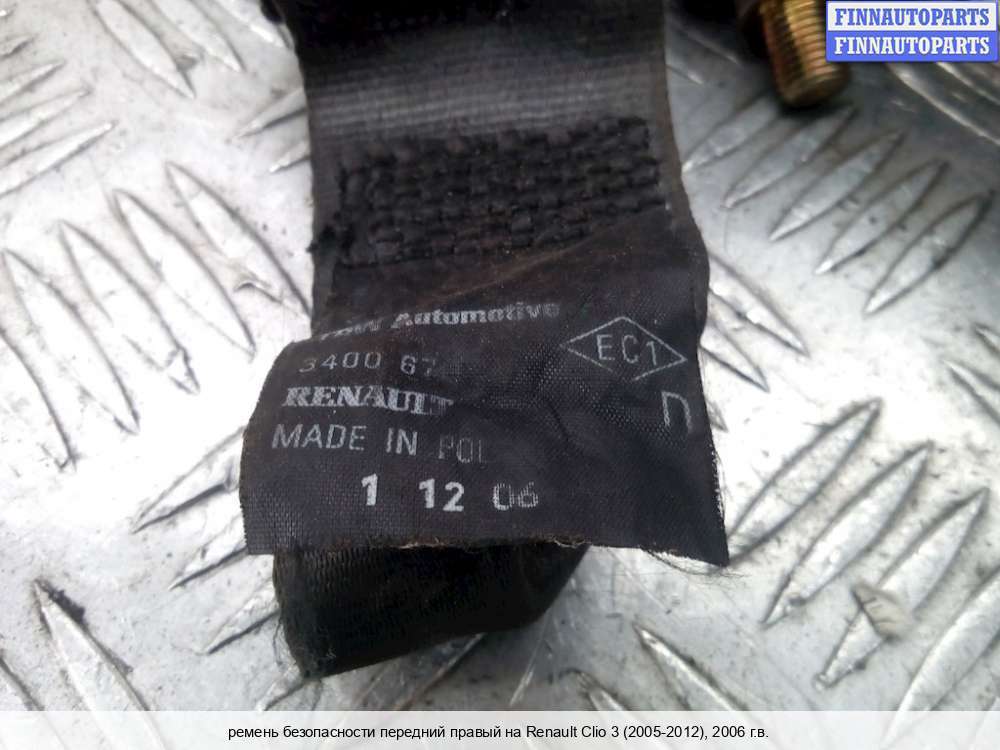 FINNAUTOPARTS
FINNAUTOPARTS
Automotive
EC1
RENAULT
MADE IN
1 12 06
ремень безопасности передний правый на Renault Clio 3 (2005-2012), 2006 г.в.